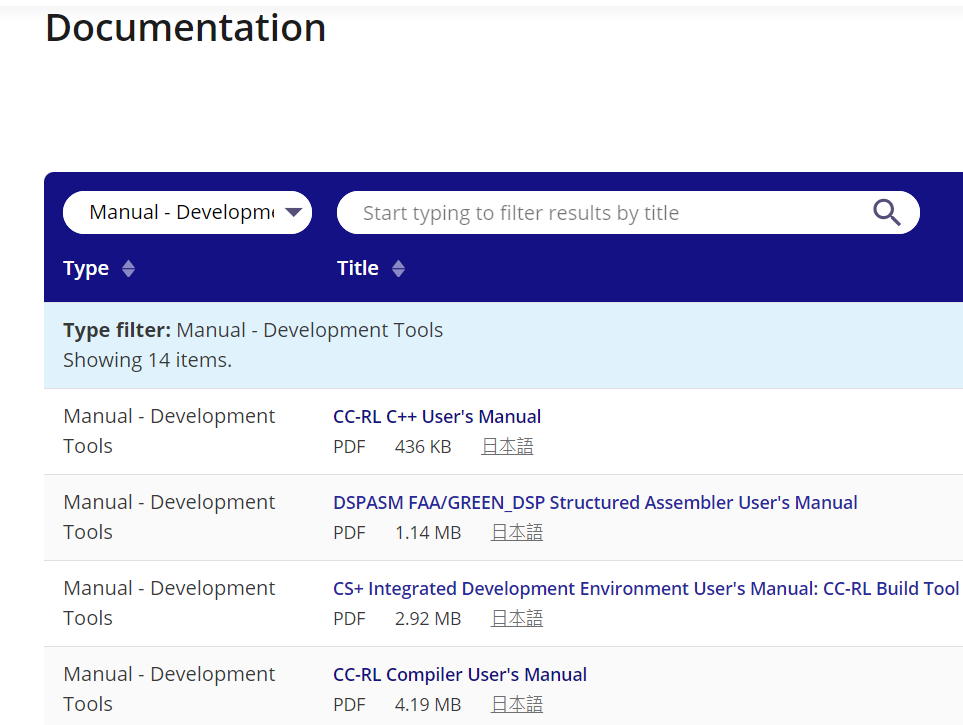 Documentation
Manual - Developme
Start typing to filter results by title
Type
Title
Type filter: Manual - Development Tools
Showing 14 items.
Manual - Development
Tools
CC-RL C++ User's Manual
PDF 436 KB 日本語
Manual - Development
Tools
DSPASM FAA/GREEN_DSP Structured Assembler User's Manual
PDF 1.14 MB 日本語
Manual - Development
Tools
CS+ Integrated Development Environment User's Manual: CC-RL Build Tool
PDF 2.92 MB 日本語
Manual - Development
Tools
CC-RL Compiler User's Manual
PDF 4.19 MB 日本語